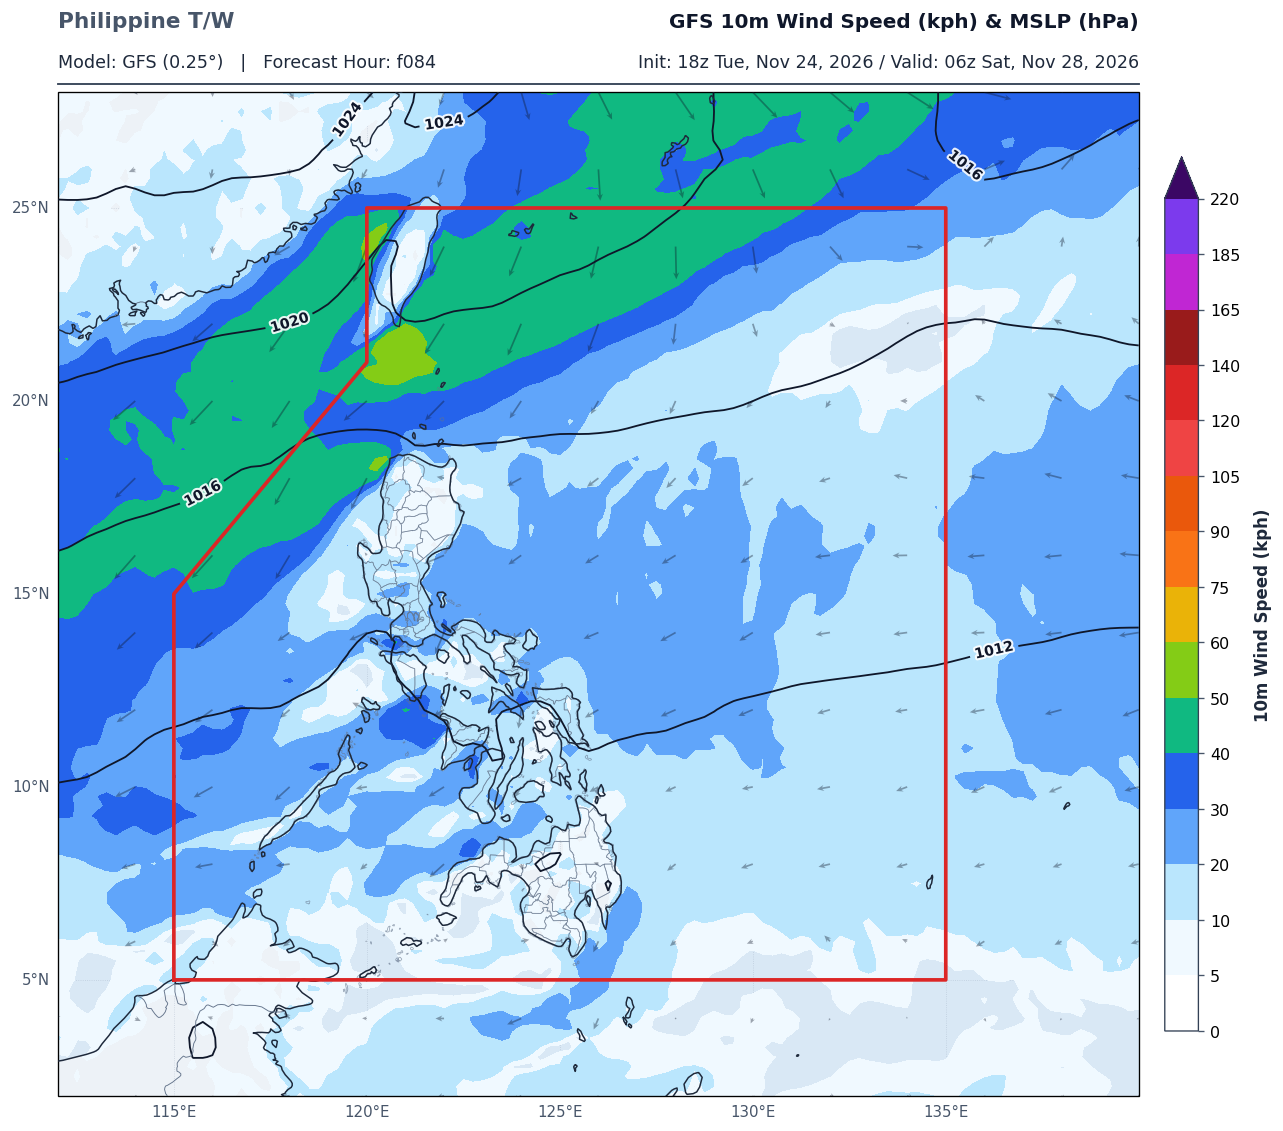 Philippine T/W
GFS 10m Wind Speed (kph) & MSLP (hPa)
Model: GFS (0.25°)   |   Forecast Hour: f084
Init: 18z Tue, Nov 24, 2026 / Valid: 06z Sat, Nov 28, 2026
1024
1024
1016
1020
1016
1012
25°N
20°N
15°N
10°N
5°N
115°E
120°E
125°E
130°E
135°E
220
185
165
140
120
105
90
75
60
50
40
30
20
10
5
0
10m Wind Speed (kph)